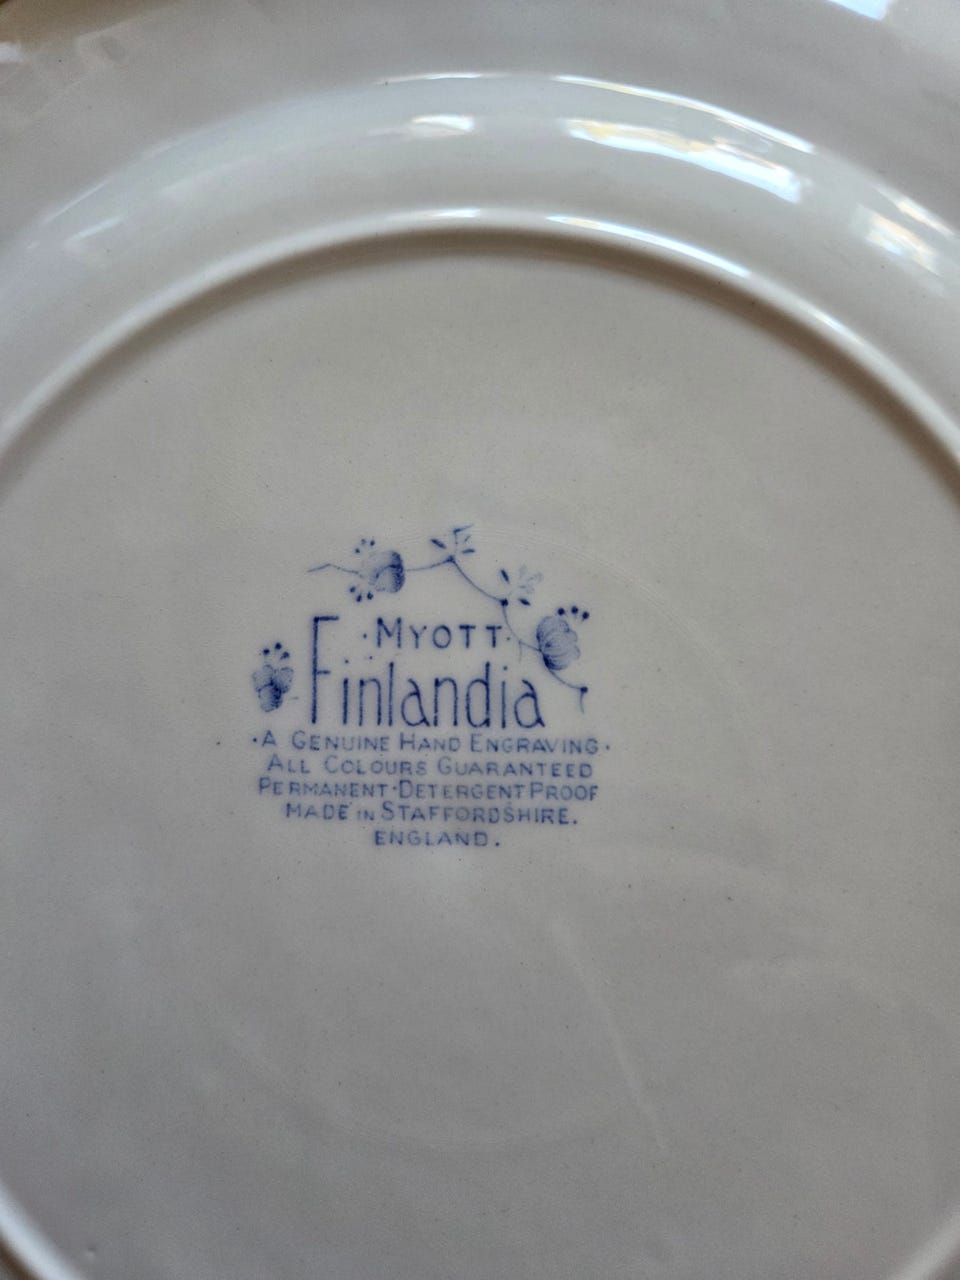 ·MYOTT·
Finlandia
·A GENUINE HAND ENGRAVING·
ALL COLOURS GUARANTEED
PERMANENT·DETERGENT PROOF
MADE IN STAFFORDSHIRE.
ENGLAND.